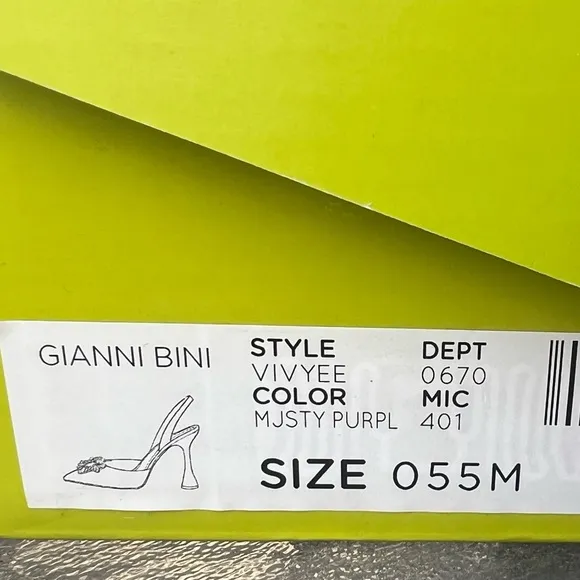 GIANNI BINI
STYLE
VIVYEE
COLOR
MJSTY PURPL
DEPT
0670
MIC
401
SIZE 055M